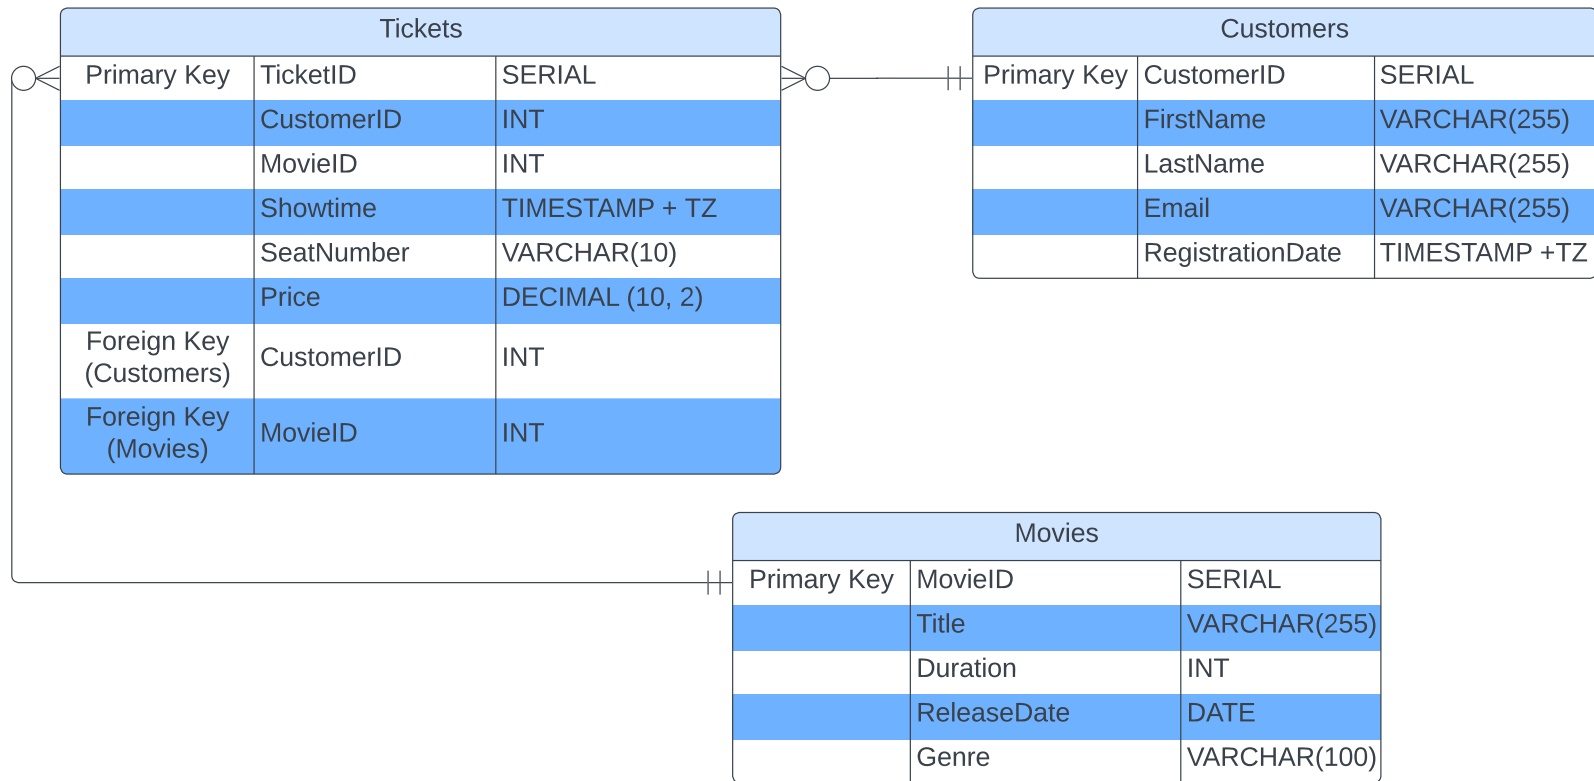 Tickets
Primary Key TicketID SERIAL
CustomerID INT
MovieID INT
Showtime TIMESTAMP + TZ
SeatNumber VARCHAR(10)
Price DECIMAL (10, 2)
Foreign Key
(Customers) CustomerID INT
Foreign Key
(Movies) MovieID INT
Customers
Primary Key CustomerID SERIAL
FirstName VARCHAR(255)
LastName VARCHAR(255)
Email VARCHAR(255)
RegistrationDate TIMESTAMP +TZ
Movies
Primary Key MovieID SERIAL
Title VARCHAR(255)
Duration INT
ReleaseDate DATE
Genre VARCHAR(100)